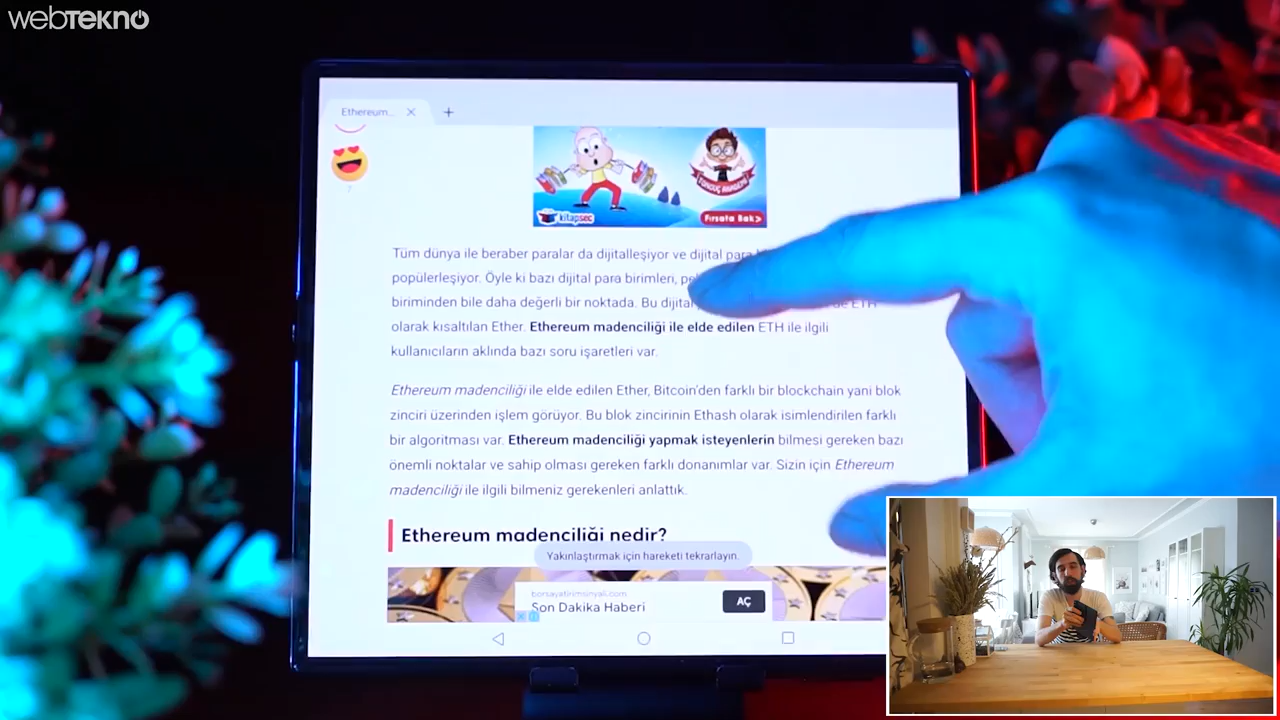 webtekno
Ethereum...
7
TONGUÇ AKADEMİ
kitapseç
Fırsata Bak>
Tüm dünya ile beraber paralar da dijitalleşiyor ve dijital para
popülerleşiyor. Öyle ki bazı dijital para birimleri,
biriminden bile daha değerli bir noktada. Bu dijital de ETH
olarak kısaltılan Ether. Ethereum madenciliği ile elde edilen ETH ile ilgili
kullanıcıların aklında bazı soru işaretleri var.
Ethereum madenciliği ile elde edilen Ether, Bitcoin'den farklı bir blockchain yani blok
zinciri üzerinden işlem görüyor. Bu blok zincirinin Ethash olarak isimlendirilen farklı
bir algoritması var. Ethereum madenciliği yapmak isteyenlerin bilmesi gereken bazı
önemli noktalar ve sahip olması gereken farklı donanımlar var. Sizin için Ethereum
madenciliği ile ilgili bilmeniz gerekenleri anlattık.
Ethereum madenciliği nedir?
Yakınlaştırmak için hareketi tekrarlayın.
borsayatirimsinyali.com
Son Dakika Haberi
AÇ